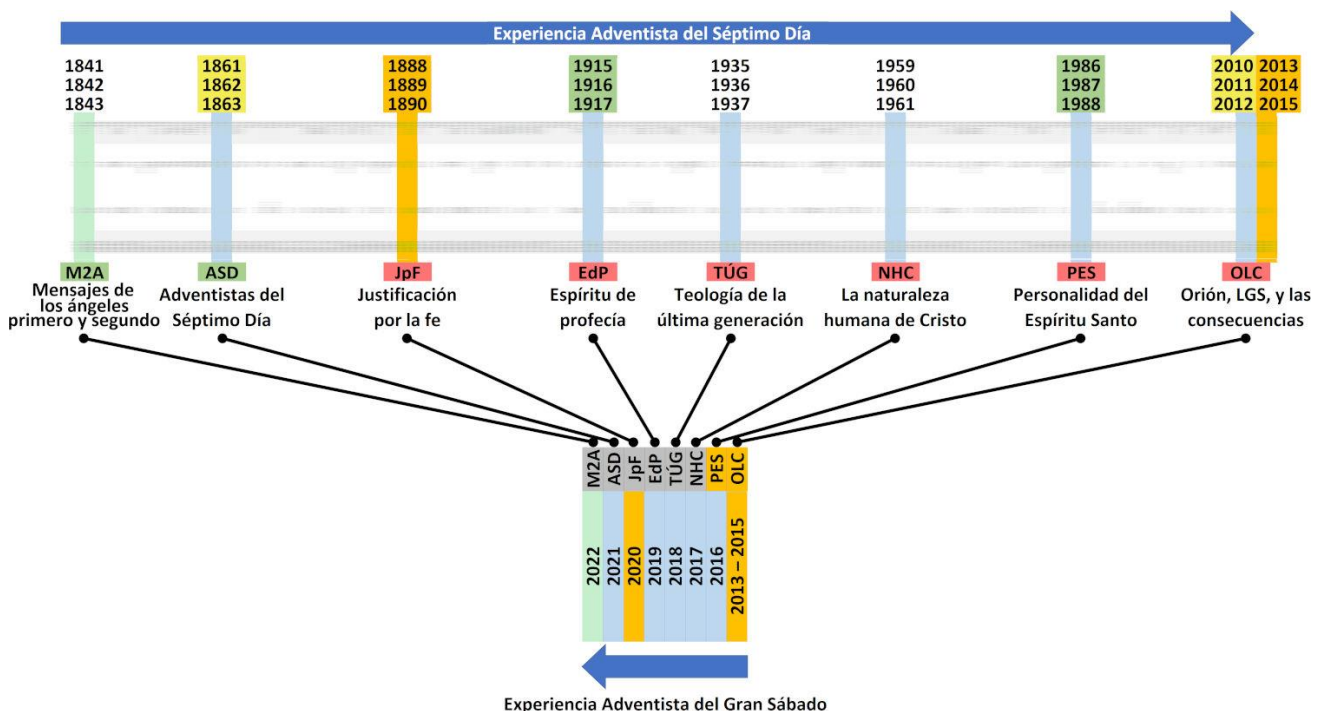 Experiencia Adventista del Séptimo Día
1841 1861 1888 1915 1935 1959 1986 2010 2013
1842 1862 1889 1916 1936 1960 1987 2011 2014
1843 1863 1890 1917 1937 1961 1988 2012 2015
M2A ASD JpF EdP TÚG NHC PES OLC
Mensajes de
los ángeles
primero y segundo
Adventistas del
Séptimo Día
Justificación
por la fe
Espíritu de
profecía
Teología de la
última generación
La naturaleza
humana de Cristo
Personalidad del
Espíritu Santo
Orión, LGS, y las
consecuencias
M2A
ASD
JpF
EdP
TÚG
NHC
PES
OLC
2022
2021
2020
2019
2018
2017
2016
2013 – 2015
Experiencia Adventista del Gran Sábado